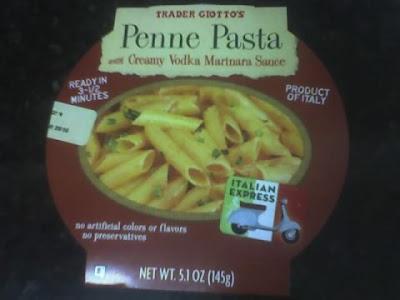 TRADER GIOTTO'S
Penne Pasta
WITH Creamy Vodka Marinara Sauce
READY IN
3-1/2
MINUTES
PRODUCT
OF ITALY
ITALIAN
EXPRESS
no artificial colors or flavors
no preservatives
NET WT. 5.1 OZ (145g)